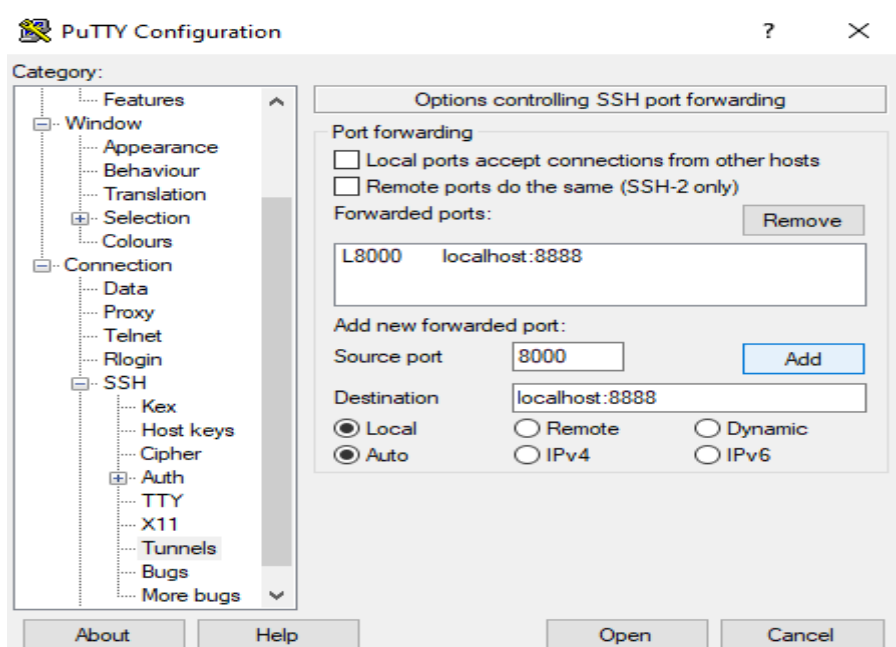 PuTTY Configuration
?
Category:
Features
Window
Appearance
Behaviour
Translation
Selection
Colours
Connection
Data
Proxy
Telnet
Rlogin
SSH
Kex
Host keys
Cipher
Auth
TTY
X11
Tunnels
Bugs
More bugs
Options controlling SSH port forwarding
Port forwarding
Local ports accept connections from other hosts
Remote ports do the same (SSH-2 only)
Forwarded ports:
Remove
L8000 localhost:8888
Add new forwarded port:
Source port 8000 Add
Destination localhost:8888
Local Remote Dynamic
Auto IPv4 IPv6
About Help Open Cancel